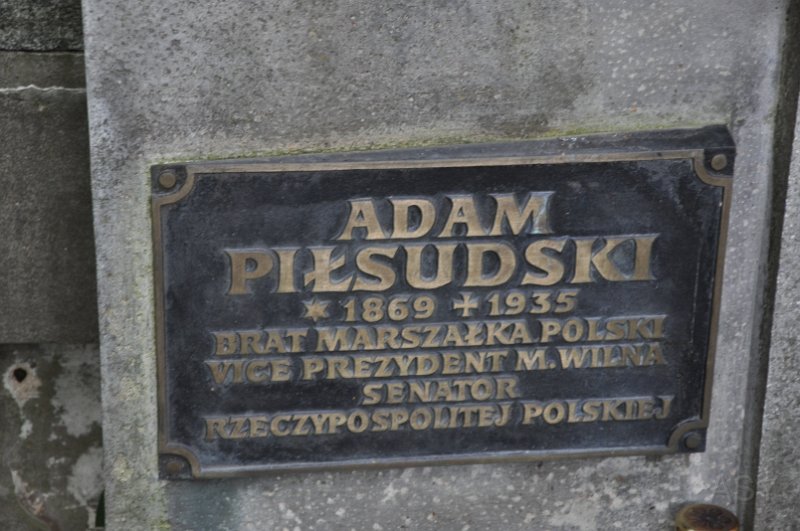 ADAM
PIŁSUDSKI
* 1869 ✝ 1935
BRAT MARSZAŁKA POLSKI
VICE PREZYDENT M. WILNA
SENATOR
RZECZYPOSPOLITEJ POLSKIEJ